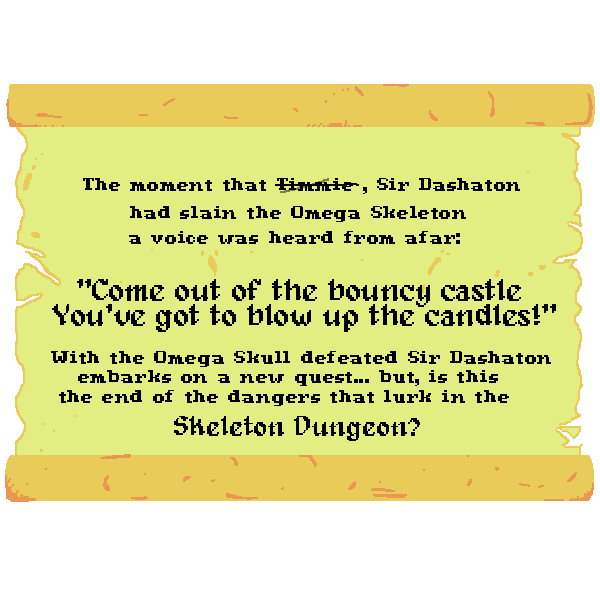 The moment that Timmie, Sir Dashaton
had slain the Omega Skeleton
a voice was heard from afar:
"Come out of the bouncy castle
You've got to blow up the candles!"
With the Omega Skull defeated Sir Dashaton
embarks on a new quest... but, is this
the end of the dangers that lurk in the
Skeleton Dungeon?